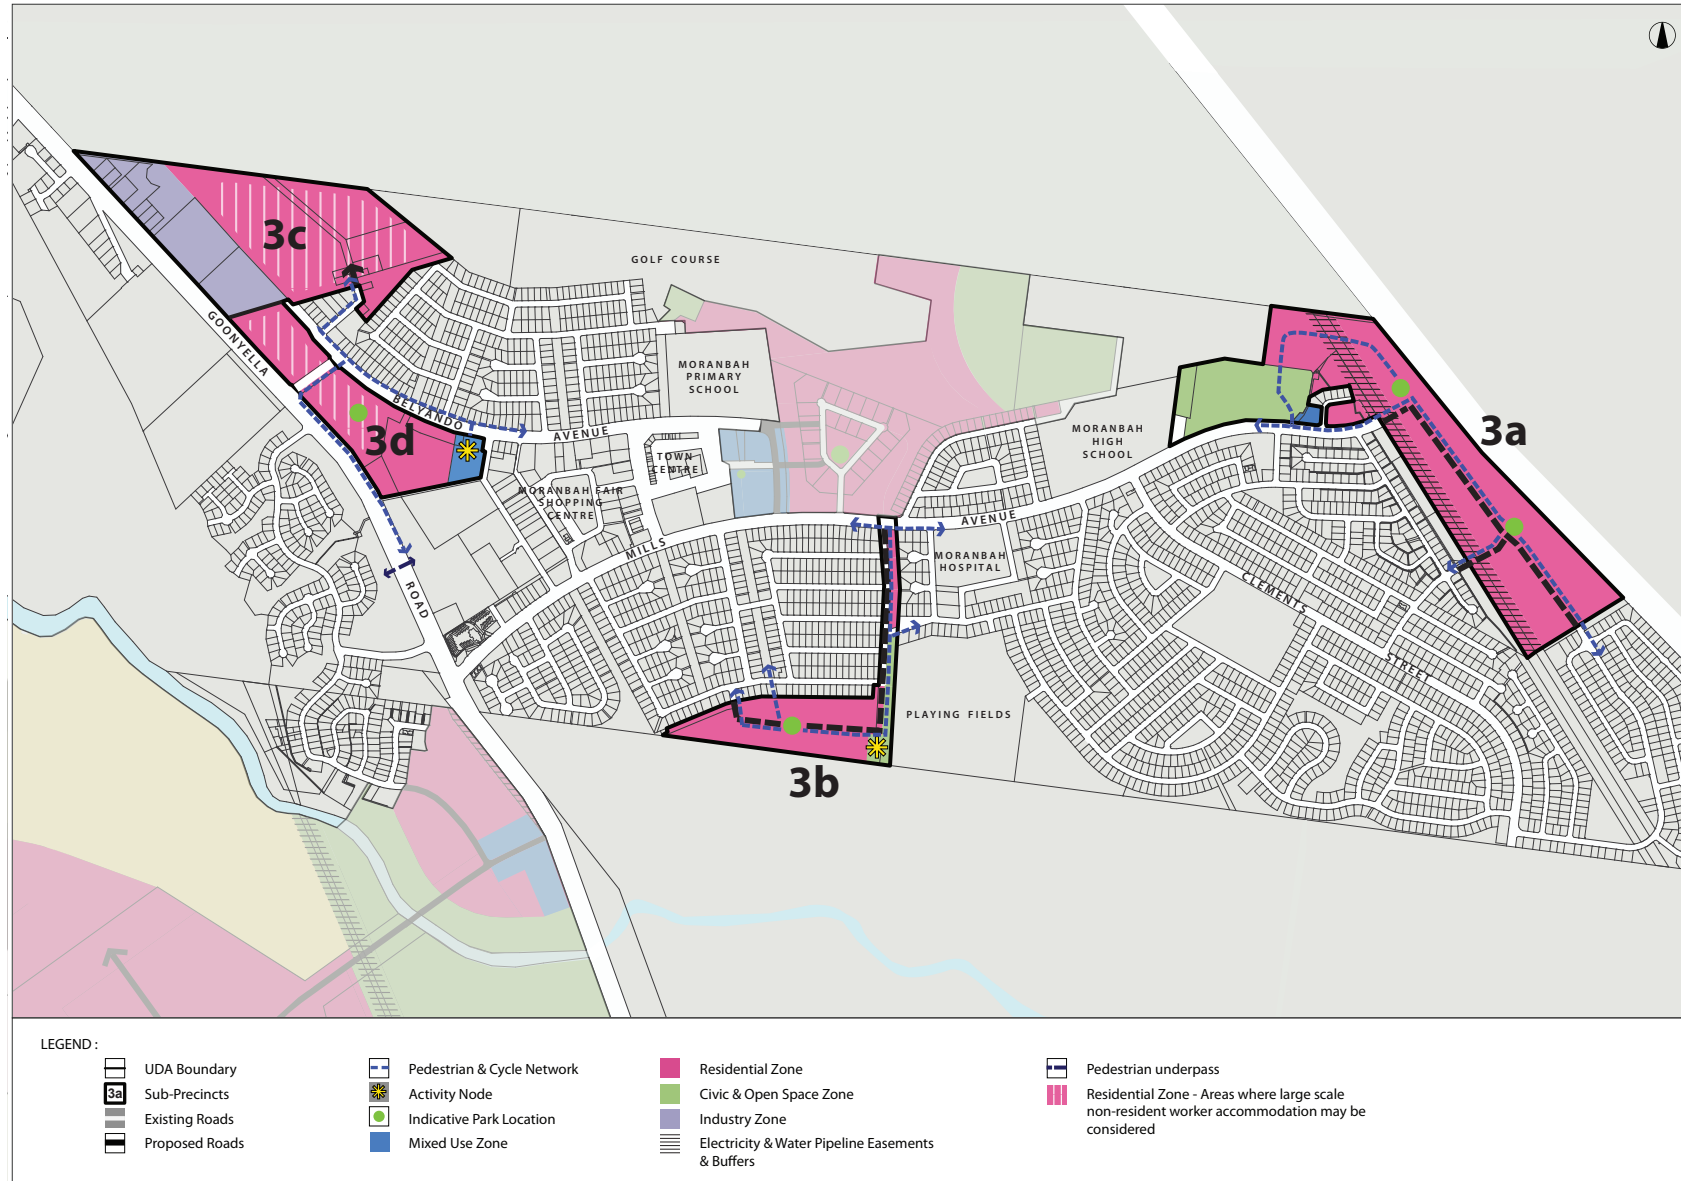 3c
GOLF COURSE
GOONYELLA
MORANBAH
PRIMARY
SCHOOL
BELYANDO
AVENUE
3d
3a
MORANBAH
HIGH
SCHOOL
TOWN
CENTRE
MORANBAH FAIR
SHOPPING
CENTRE
MILLS
AVENUE
MORANBAH
HOSPITAL
ROAD
CLEMENTS
STREET
PLAYING FIELDS
3b
LEGEND :
UDA Boundary
3a Sub-Precincts
Existing Roads
Proposed Roads
Pedestrian & Cycle Network
Activity Node
Indicative Park Location
Mixed Use Zone
Residential Zone
Civic & Open Space Zone
Industry Zone
Electricity & Water Pipeline Easements
& Buffers
Pedestrian underpass
Residential Zone - Areas where large scale
non-resident worker accommodation may be
considered